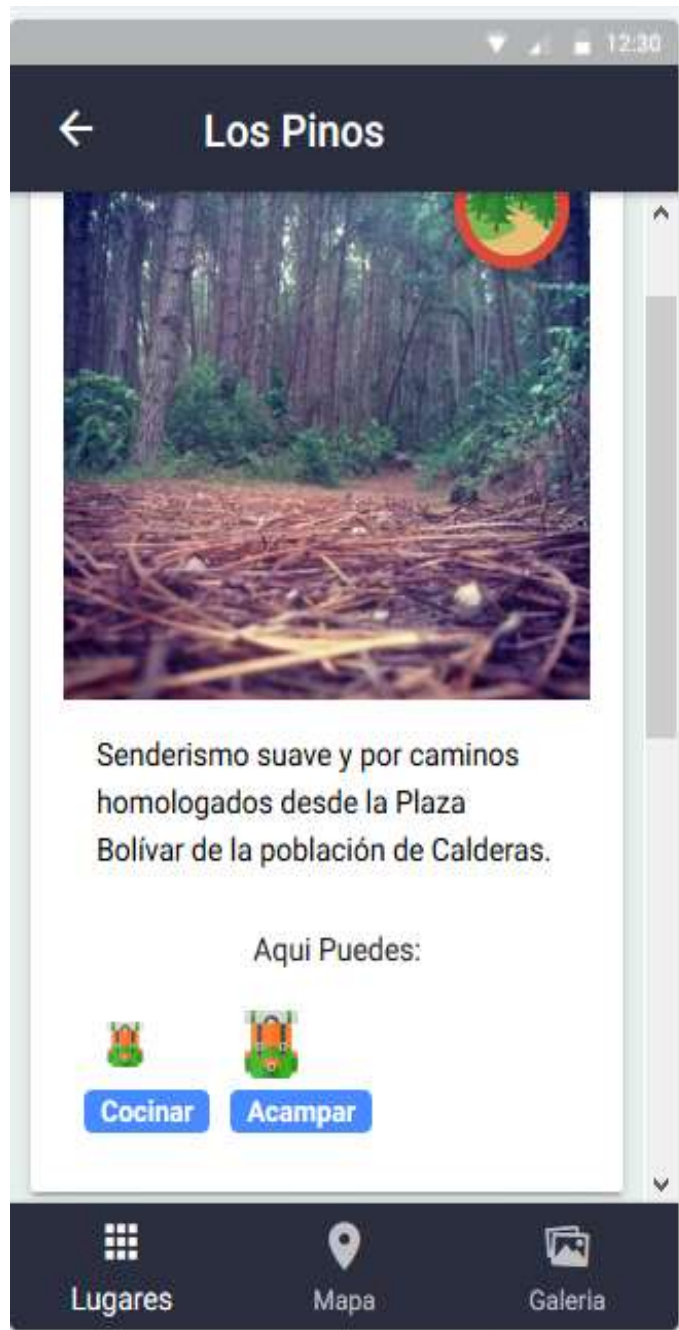 12:30
Los Pinos
Senderismo suave y por caminos
homologados desde la Plaza
Bolívar de la población de Calderas.
Aqui Puedes:
Cocinar Acampar
Lugares Mapa Galeria